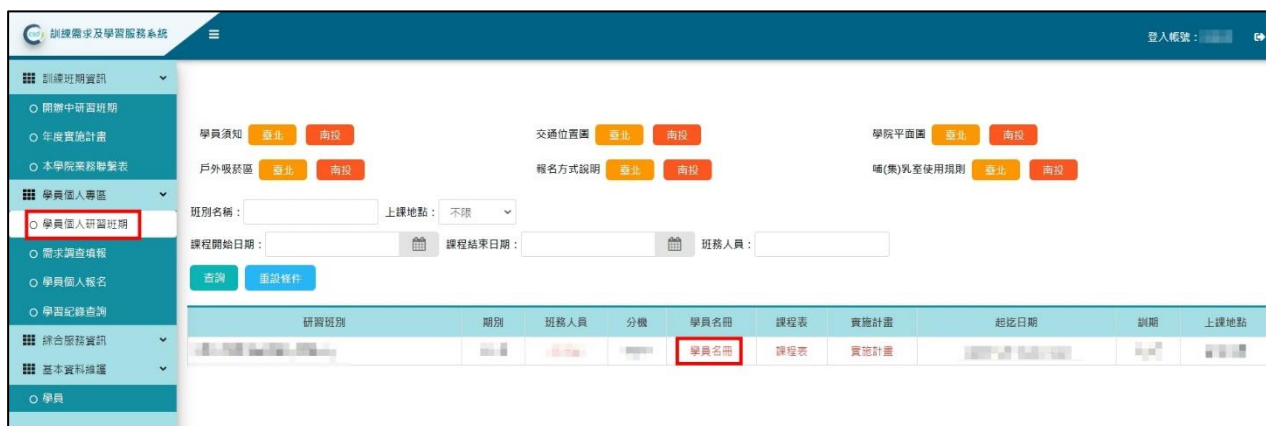 csdi 訓練需求及學習服務系統
登入帳號：
訓練班期資訊
開辦中研習班期
年度實施計畫
本學院業務聯繫表
學員個人專區
學員個人研習班期
需求調查填報
學員個人報名
學習紀錄查詢
綜合服務資訊
基本資料維護
學員
學員須知 臺北 南投 交通位置圖 臺北 南投 學院平面圖 臺北 南投
戶外吸菸區 臺北 南投 報名方式說明 臺北 南投 哺(集)乳室使用規則 臺北 南投
班別名稱： 上課地點： 不限
課程開始日期： 課程結束日期： 班務人員：
查詢 重設條件
研習班別 期別 班務人員 分機 學員名冊 課程表 實施計畫 起迄日期 訓期 上課地點
學員名冊 課程表 實施計畫